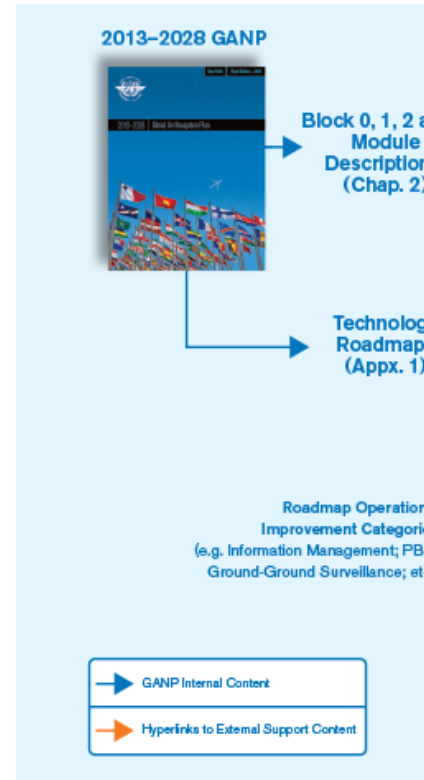 2013–2028 GANP
2013-2028 Global Air Navigation Plan
Block 0, 1, 2 a
Module
Description
(Chap. 2)
Technolog
Roadmap
(Appx. 1)
Roadmap Operation
Improvement Categori
(e.g. Information Management; PB
Ground-Ground Surveillance; et
GANP Internal Content
Hyperlinks to External Support Content